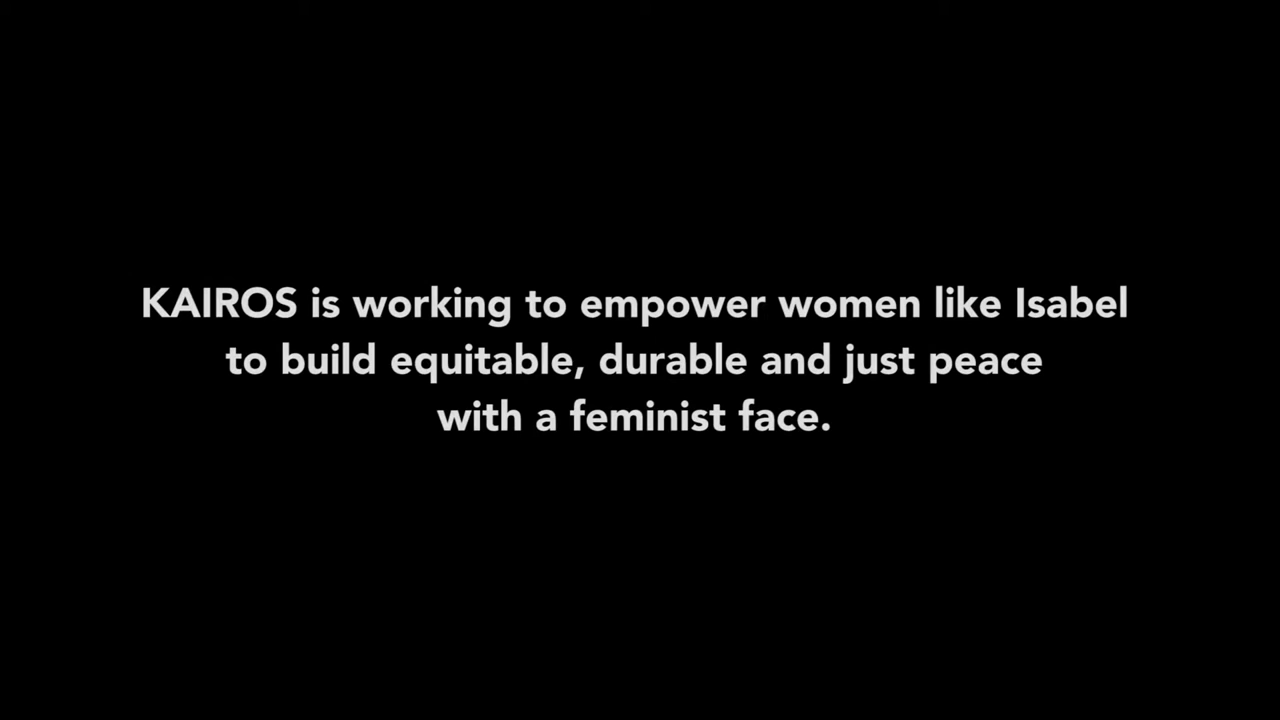 KAIROS is working to empower women like Isabel
to build equitable, durable and just peace
with a feminist face.